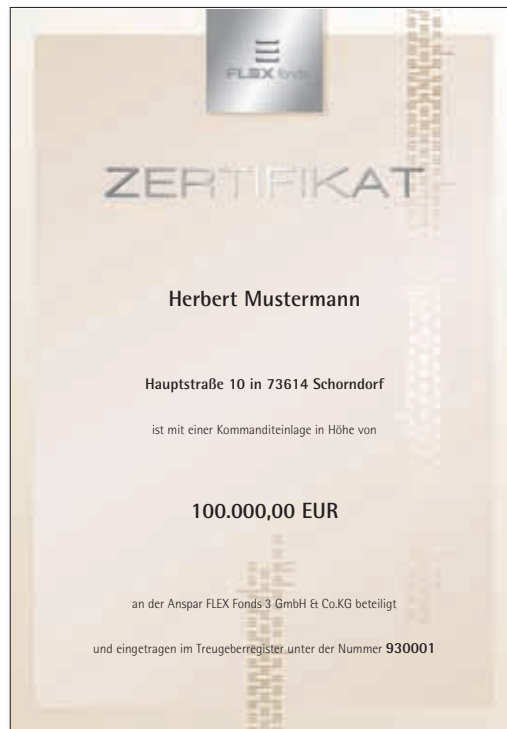 FLEX fonds
ZERTIFIKAT
Herbert Mustermann
Hauptstraße 10 in 73614 Schorndorf
ist mit einer Kommanditeinlage in Höhe von
100.000,00 EUR
an der Anspar FLEX Fonds 3 GmbH & Co.KG beteiligt
und eingetragen im Treugeberregister unter der Nummer 930001